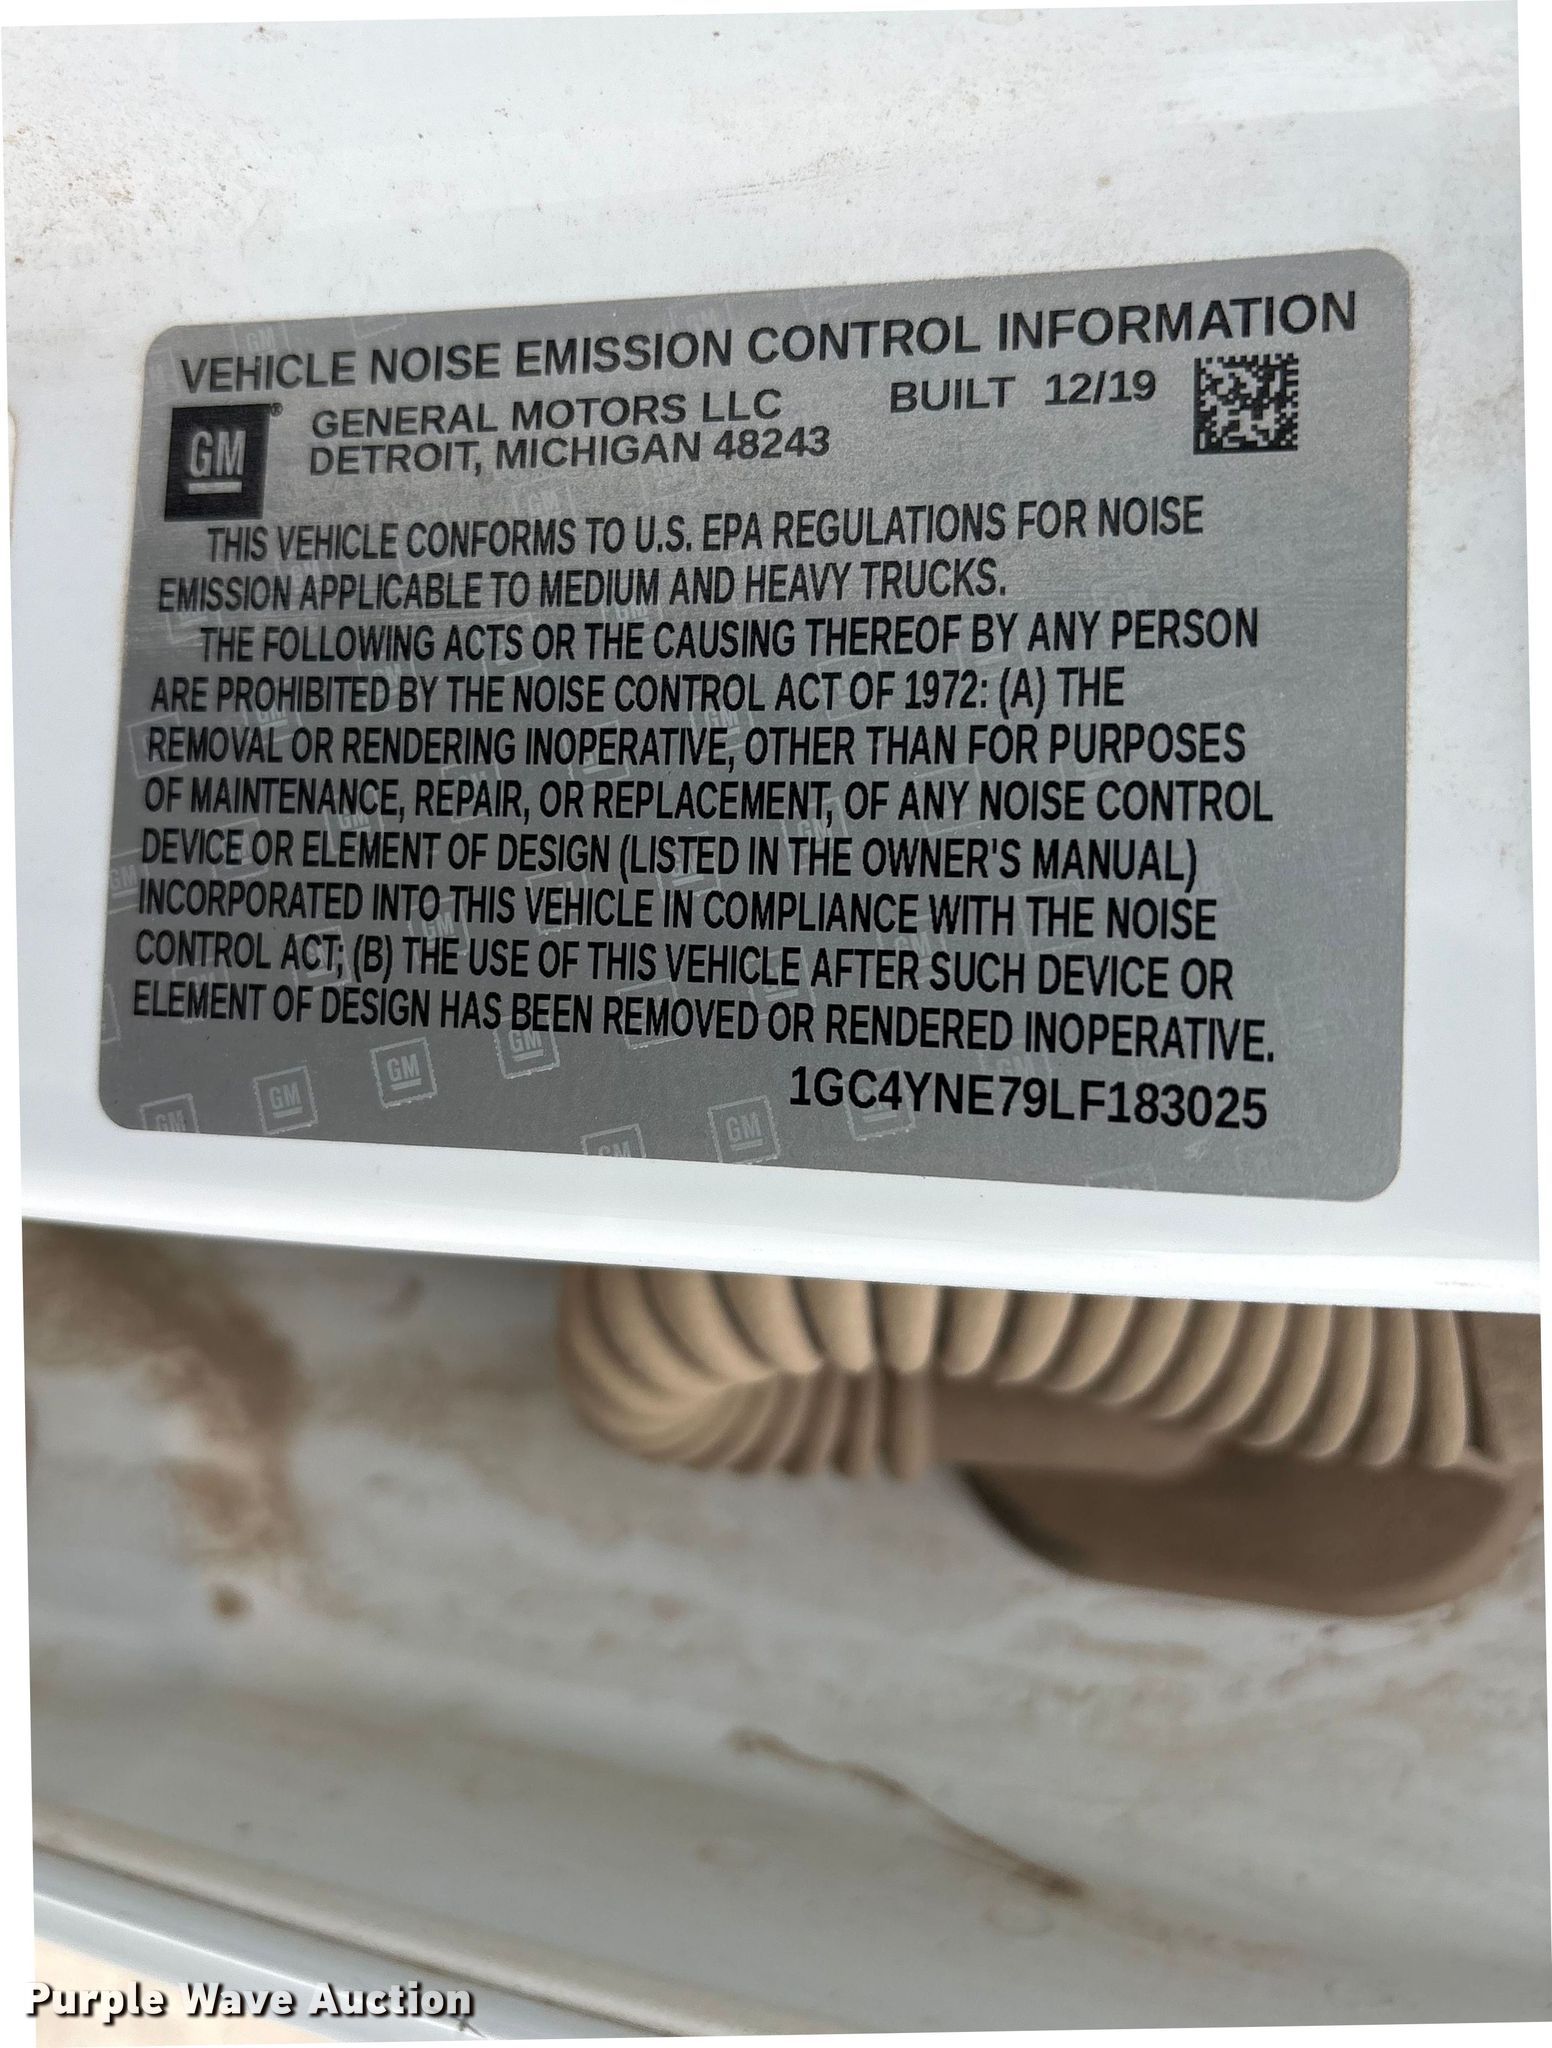 VEHICLE NOISE EMISSION CONTROL INFORMATION
GM® GENERAL MOTORS LLC BUILT 12/19
DETROIT, MICHIGAN 48243
THIS VEHICLE CONFORMS TO U.S. EPA REGULATIONS FOR NOISE
EMISSION APPLICABLE TO MEDIUM AND HEAVY TRUCKS.
THE FOLLOWING ACTS OR THE CAUSING THEREOF BY ANY PERSON
ARE PROHIBITED BY THE NOISE CONTROL ACT OF 1972: (A) THE
REMOVAL OR RENDERING INOPERATIVE, OTHER THAN FOR PURPOSES
OF MAINTENANCE, REPAIR, OR REPLACEMENT, OF ANY NOISE CONTROL
DEVICE OR ELEMENT OF DESIGN (LISTED IN THE OWNER'S MANUAL)
INCORPORATED INTO THIS VEHICLE IN COMPLIANCE WITH THE NOISE
CONTROL ACT; (B) THE USE OF THIS VEHICLE AFTER SUCH DEVICE OR
ELEMENT OF DESIGN HAS BEEN REMOVED OR RENDERED INOPERATIVE.
1GC4YNE79LF183025
Purple Wave Auction